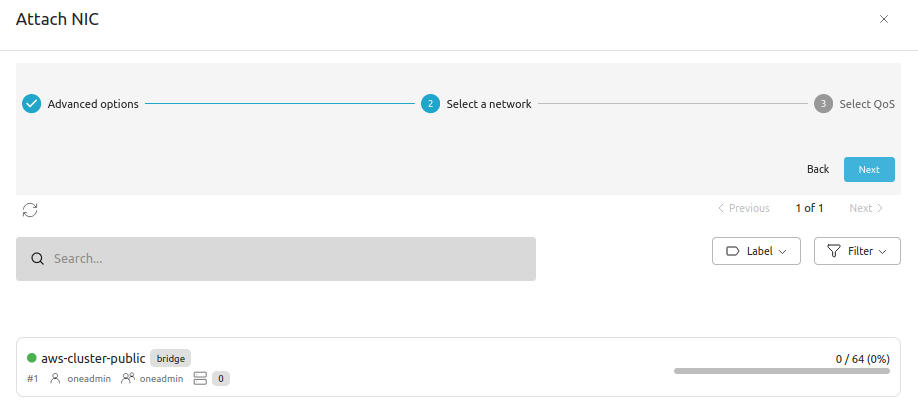 Attach NIC
Advanced options
2 Select a network
3 Select QoS
Back Next
Previous 1 of 1 Next
Search...
Label Filter
aws-cluster-public bridge 0 / 64 (0%)
#1 oneadmin oneadmin 0